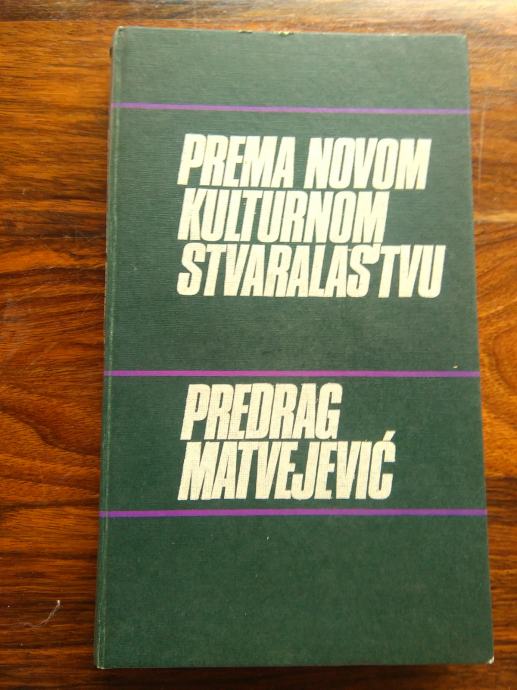 PREMA NOVOM
KULTURNOM
STVARALAŠTVU
PREDRAG
MATVEJEVIĆ